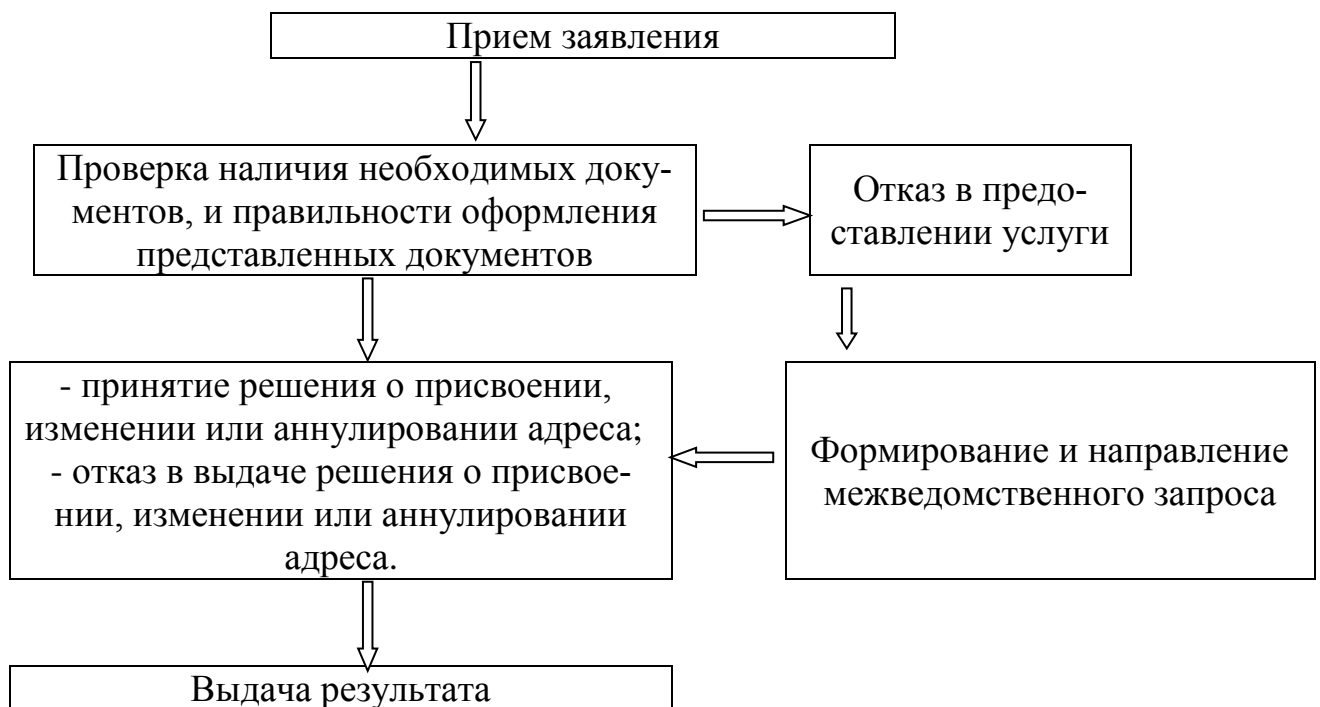 Прием заявления
Проверка наличия необходимых доку-
ментов, и правильности оформления
представленных документов
Отказ в предо-
ставлении услуги
- принятие решения о присвоении,
изменении или аннулировании адреса;
- отказ в выдаче решения о присвое-
нии, изменении или аннулировании
адреса.
Формирование и направление
межведомственного запроса
Выдача результата